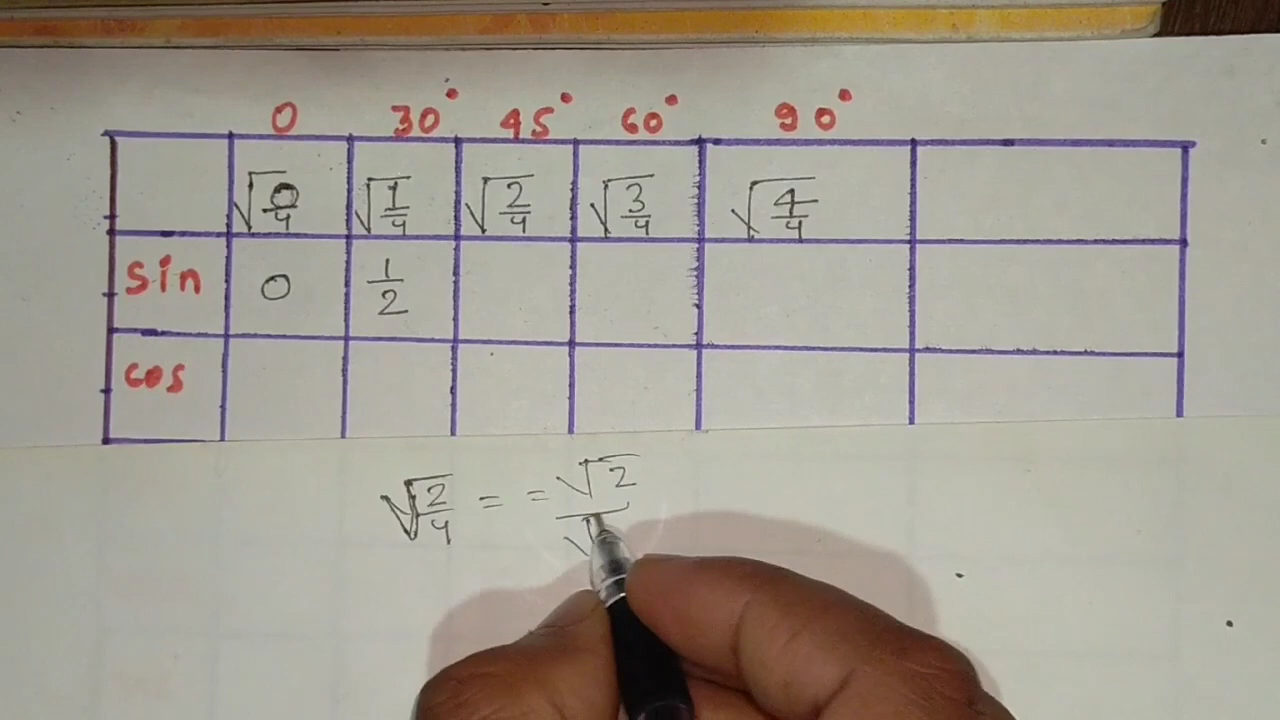 0 30° 45° 60° 90°
√0/4 √1/4 √2/4 √3/4 √4/4
sin 0 1/2
cos
√2/4 = = √2/√